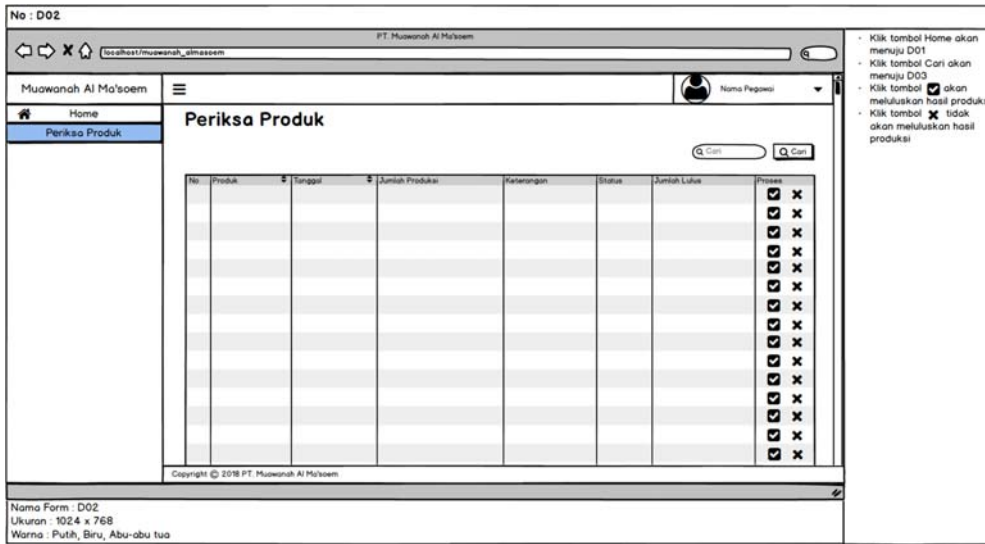 No : D02
PT. Muawanah Al Ma'soem
localhost/muawanah_almasoem
Muawanah Al Ma'soem
Nama Pegawai
Home
Periksa Produk
Periksa Produk
Cari
Cari
No Produk Tanggal Jumlah Produksi Keterangan Status Jumlah Lulus Proses
Copyright © 2018 PT. Muawanah Al Ma'soem
· Klik tombol Home akan
menuju D01
· Klik tombol Cari akan
menuju D03
· Klik tombol akan
meluluskan hasil produksi
· Klik tombol tidak
akan meluluskan hasil
produksi
Nama Form : D02
Ukuran : 1024 x 768
Warna : Putih, Biru, Abu-abu tua